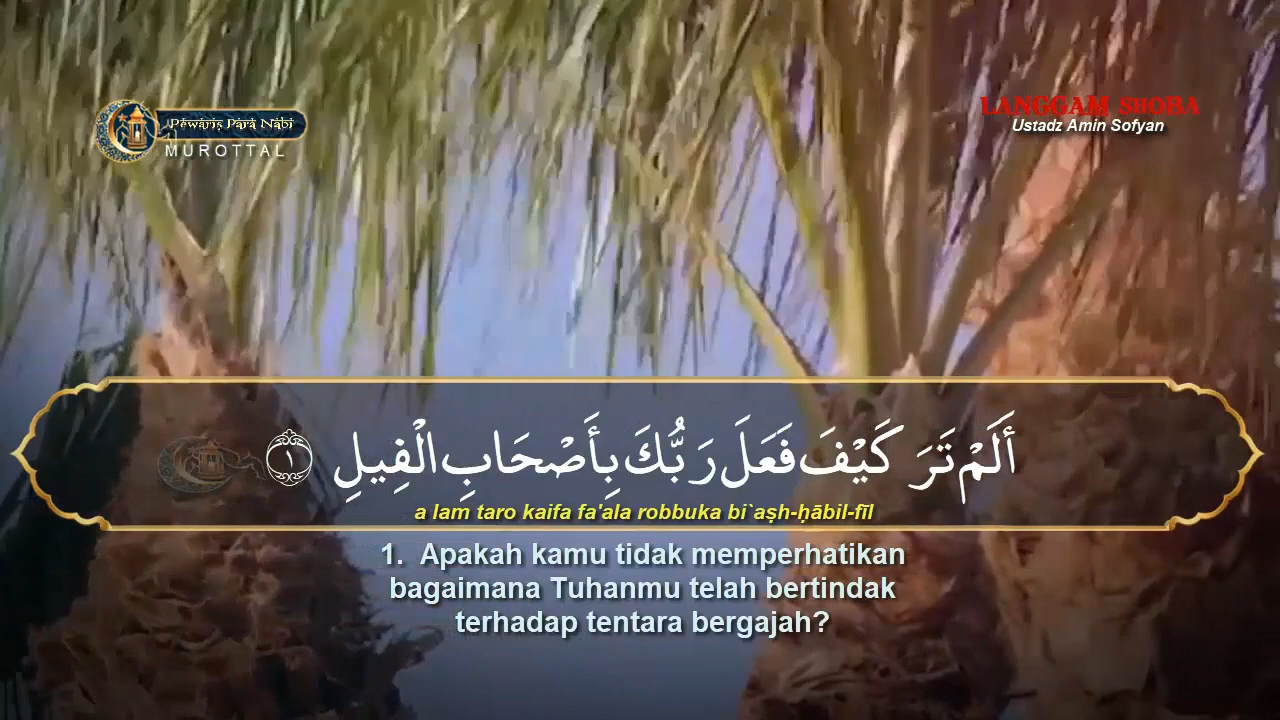 Pewaris Para Nabi
MUROTTAL
LANGGAM SHOBA
Ustadz Amin Sofyan
أَلَمْ تَرَ كَيْفَ فَعَلَ رَبُّكَ بِأَصْحَابِ الْفِيلِ ١
a lam taro kaifa fa'ala robbuka bi`aṣh-ḥābil-fīl
1. Apakah kamu tidak memperhatikan
bagaimana Tuhanmu telah bertindak
terhadap tentara bergajah?